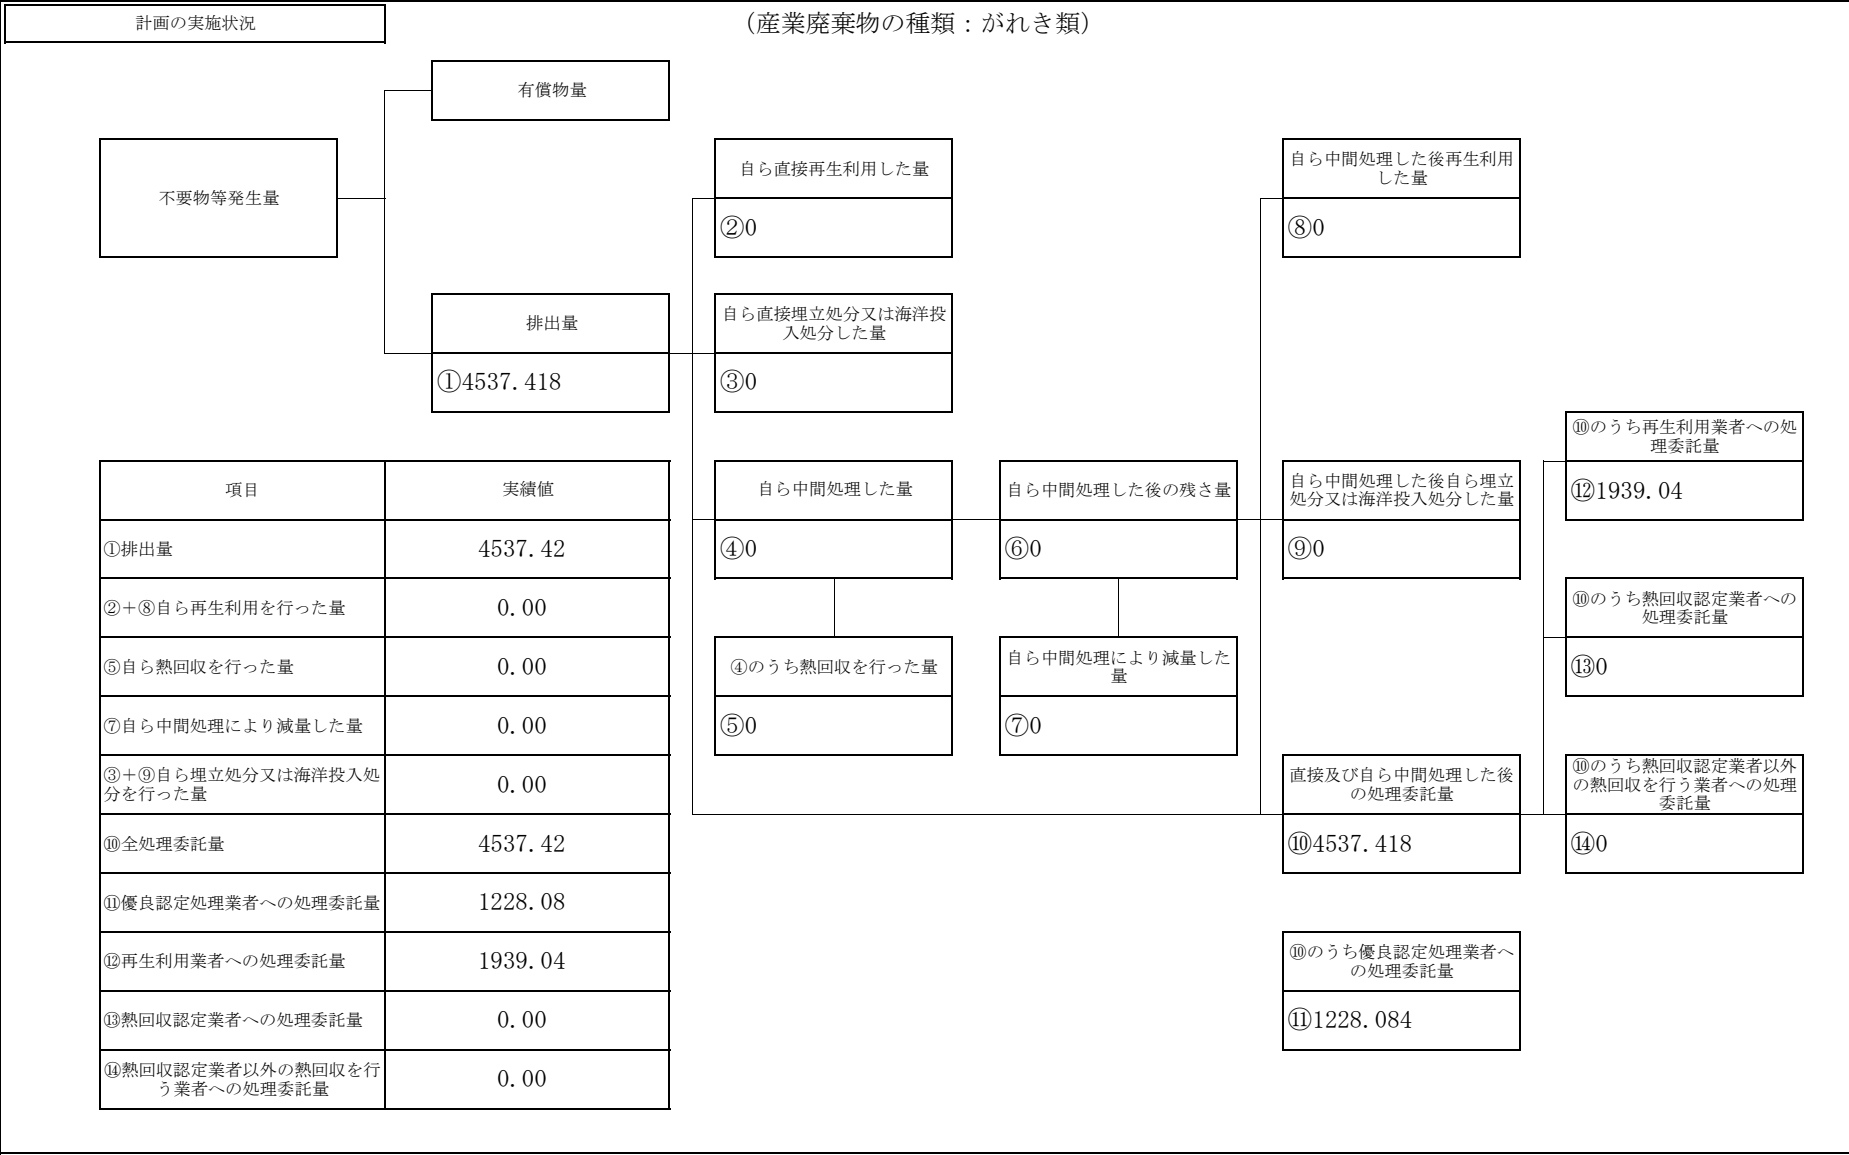 計画の実施状況
（産業廃棄物の種類：がれき類）
有償物量
不要物等発生量
自ら直接再生利用した量
②0
自ら中間処理した後再生利用
した量
⑧0
排出量
①4537.418
自ら直接埋立処分又は海洋投
入処分した量
③0
⑩のうち再生利用業者への処
理委託量
⑫1939.04
自ら中間処理した量
④0
自ら中間処理した後の残さ量
⑥0
自ら中間処理した後自ら埋立
処分又は海洋投入処分した量
⑨0
⑩のうち熱回収認定業者への
処理委託量
⑬0
④のうち熱回収を行った量
⑤0
自ら中間処理により減量した
量
⑦0
直接及び自ら中間処理した後
の処理委託量
⑩4537.418
⑩のうち熱回収認定業者以外
の熱回収を行う業者への処理
委託量
⑭0
⑩のうち優良認定処理業者へ
の処理委託量
⑪1228.084
項目 実績値
①排出量 4537.42
②＋⑧自ら再生利用を行った量 0.00
⑤自ら熱回収を行った量 0.00
⑦自ら中間処理により減量した量 0.00
③＋⑨自ら埋立処分又は海洋投入処
分を行った量 0.00
⑩全処理委託量 4537.42
⑪優良認定処理業者への処理委託量 1228.08
⑫再生利用業者への処理委託量 1939.04
⑬熱回収認定業者への処理委託量 0.00
⑭熱回収認定業者以外の熱回収を行
う業者への処理委託量 0.00